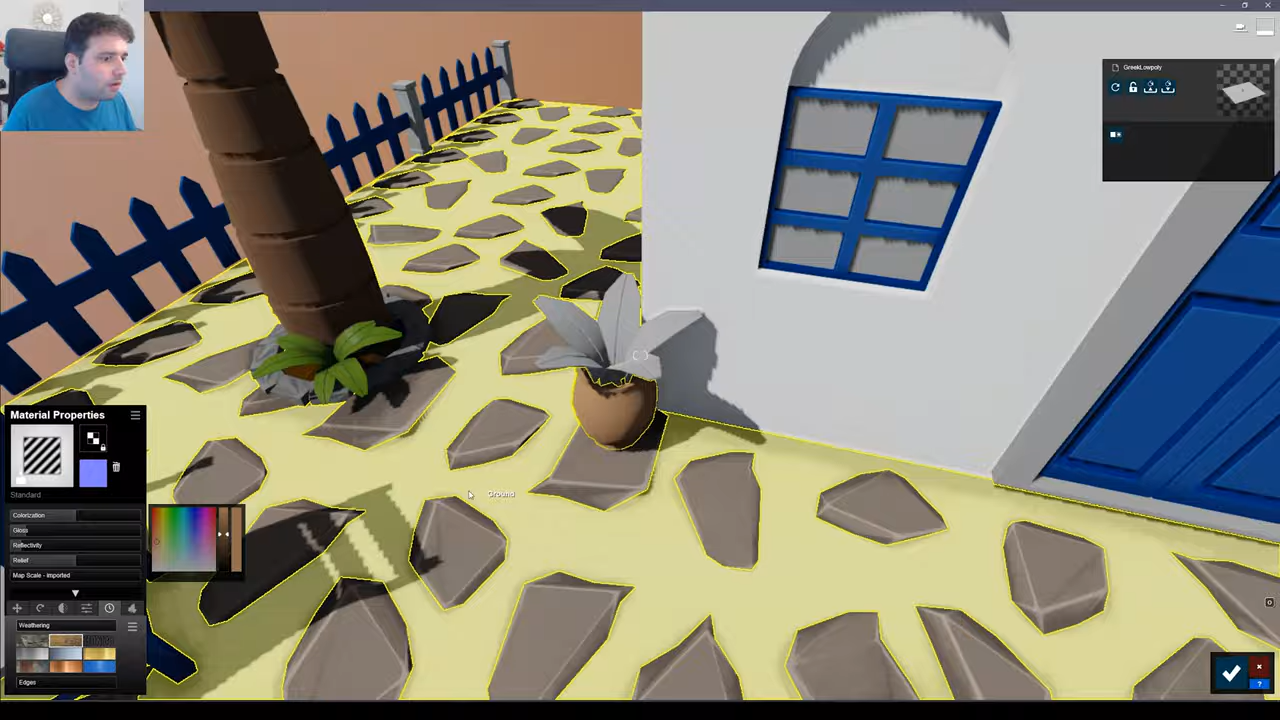 GreekLowpoly
Material Properties
Standard
Colorization
Gloss
Reflectivity
Relief
Map Scale - Imported
Ground
Weathering
Edges
?